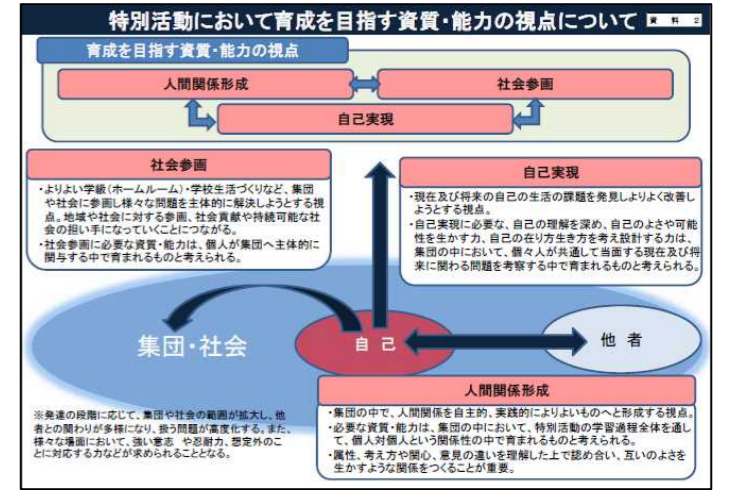 特別活動において育成を目指す資質・能力の視点について
資料2
育成を目指す資質・能力の視点
人間関係形成
社会参画
自己実現
社会参画
・よりよい学級(ホームルーム)・学校生活づくりなど、集団
や社会に参画し様々な問題を主体的に解決しようとする視
点。地域や社会に対する参画、社会貢献や持続可能な社
会の担い手になっていくことにつながる。
・社会参画に必要な資質・能力は、個人が集団へ主体的に
関与する中で育まれるものと考えられる。
自己実現
・現在及び将来の自己の生活の課題を発見しよりよく改善し
ようとする視点。
・自己実現に必要な、自己の理解を深め、自己のよさや可能
性を生かす力、自己の在り方生き方を考え設計する力は、
集団の中において、個々人が共通して当面する現在及び将
来に関わる問題を考察する中で育まれるものと考えられる。
集団・社会
自己
他者
※発達の段階に応じて、集団や社会の範囲が拡大し、他
者との関わりが多様になり、扱う問題が高度化する。また、
様々な場面において、強い意志 や忍耐力、想定外のこ
とに対応する力などが求められることとなる。
人間関係形成
・集団の中で、人間関係を自主的、実践的によりよいものへと形成する視点。
・必要な資質・能力は、集団の中において、特別活動の学習過程全体を通し
て、個人対個人という関係性の中で育まれるものと考えられる。
・属性、考え方や関心、意見の違いを理解した上で認め合い、互いのよさを
生かすような関係をつくることが重要。